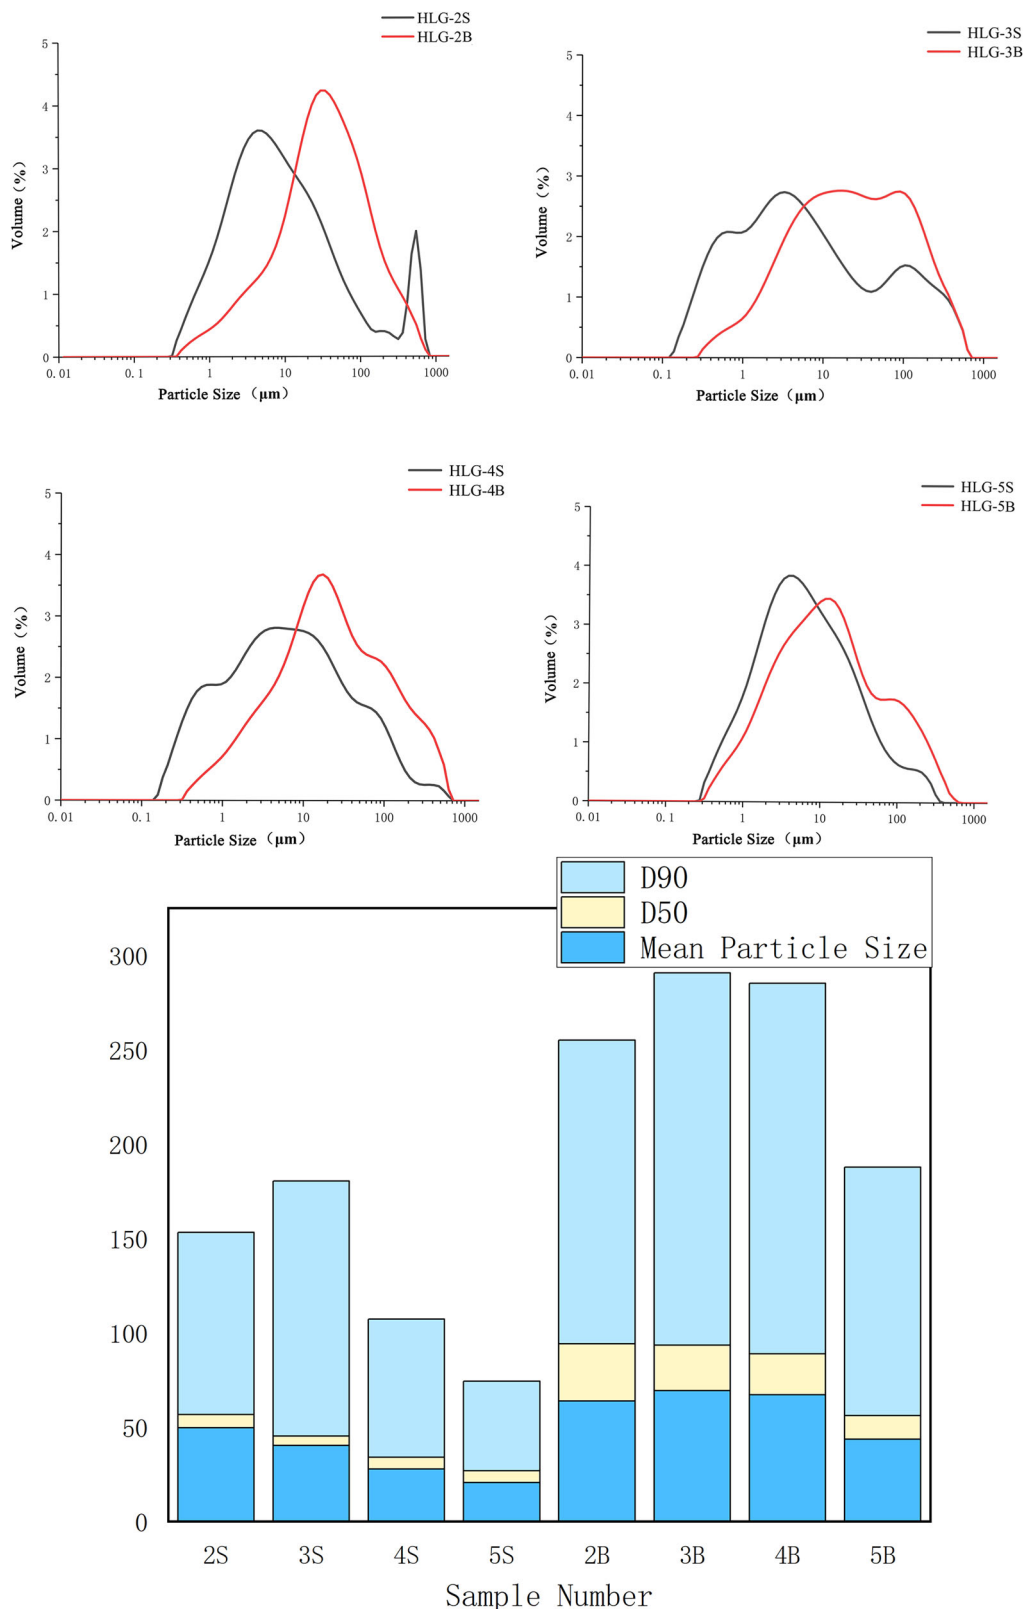 HLG-2S
HLG-2B
5
4
3
2
1
0
Volume (%)
0.01 0.1 1 10 100 1000
Particle Size (μm)
HLG-3S
HLG-3B
5
4
3
2
1
0
Volume (%)
0.01 0.1 1 10 100 1000
Particle Size (μm)
HLG-4S
HLG-4B
5
4
3
2
1
0
Volume (%)
0.01 0.1 1 10 100 1000
Particle Size (μm)
HLG-5S
HLG-5B
5
4
3
2
1
0
Volume (%)
0.01 0.1 1 10 100 1000
Particle Size (μm)
D90
D50
Mean Particle Size
300
250
200
150
100
50
0
2S 3S 4S 5S 2B 3B 4B 5B
Sample Number